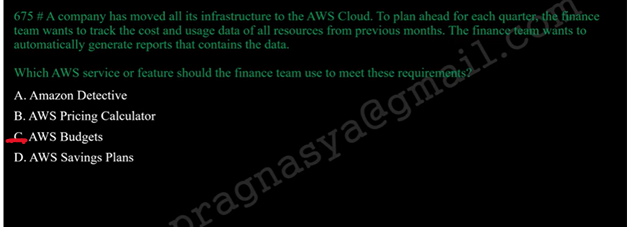 675 # A company has moved all its infrastructure to the AWS Cloud. To plan ahead for each quarter, the finance
team wants to track the cost and usage data of all resources from previous months. The finance team wants to
automatically generate reports that contains the data.
Which AWS service or feature should the finance team use to meet these requirements?
A. Amazon Detective
B. AWS Pricing Calculator
C. AWS Budgets
D. AWS Savings Plans
pragnasya@gmail.com